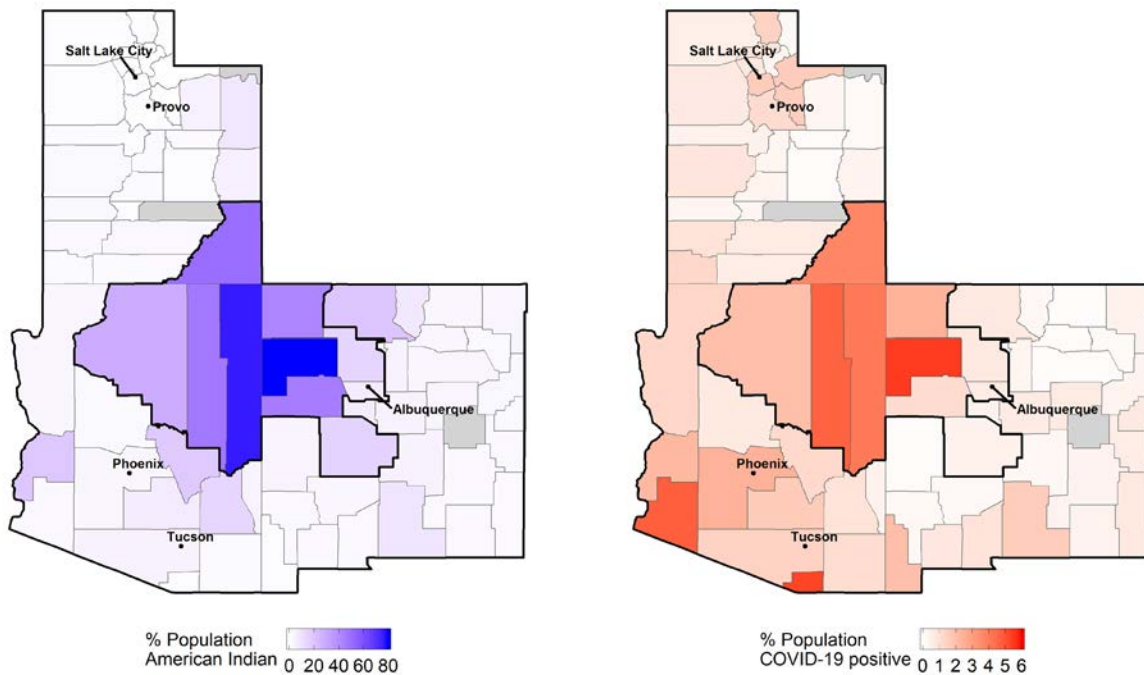 Salt Lake City
Provo
Albuquerque
Phoenix
Tucson
% Population
American Indian
0 20 40 60 80
Salt Lake City
Provo
Albuquerque
Phoenix
Tucson
% Population
COVID-19 positive
0 1 2 3 4 5 6